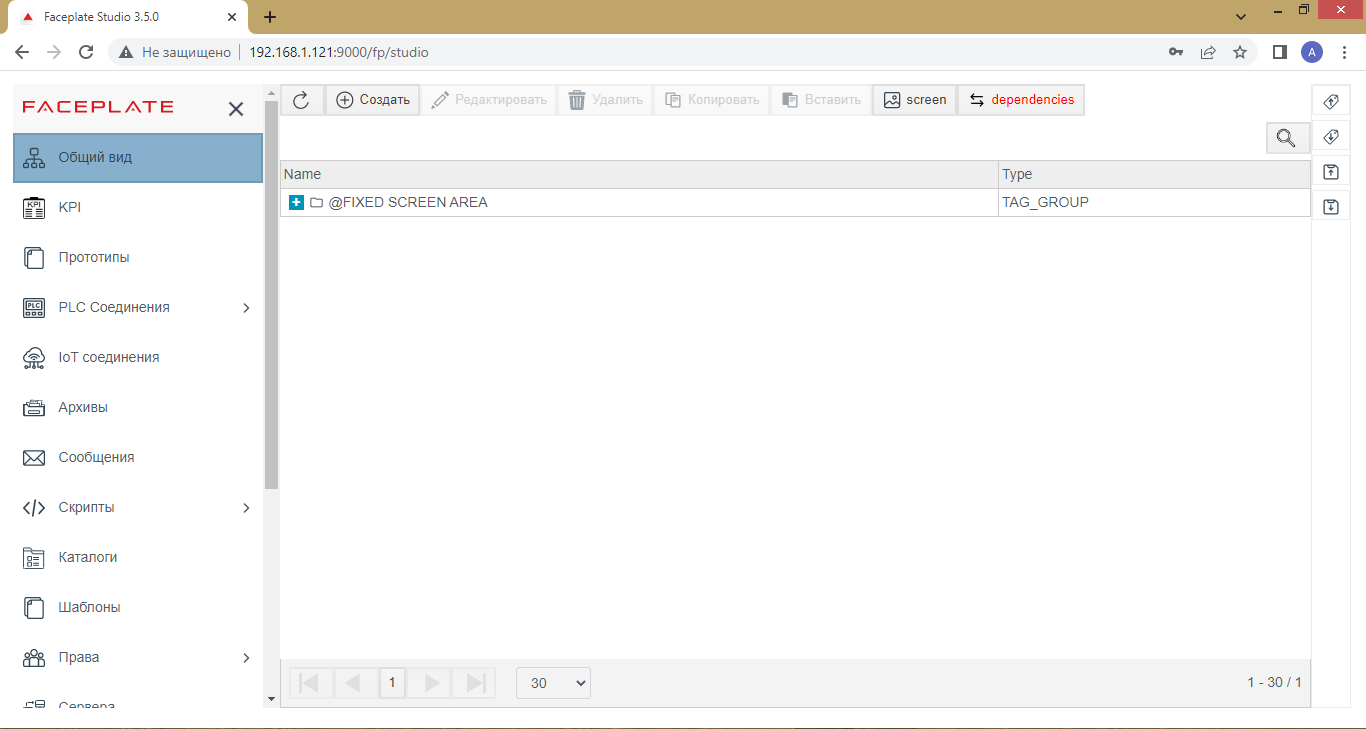 Faceplate Studio 3.5.0
Не защищено
192.168.1.121:9000/fp/studio
A
FACEPLATE
Создать
Редактировать
Удалить
Копировать
Вставить
screen
dependencies
Общий вид
KPI
KPI
Прототипы
PLC
PLC Соединения
IoT соединения
Архивы
Сообщения
Скрипты
Каталоги
Шаблоны
Права
Сервера
Name
Type
@FIXED SCREEN AREA
TAG_GROUP
1
30
1 - 30 / 1